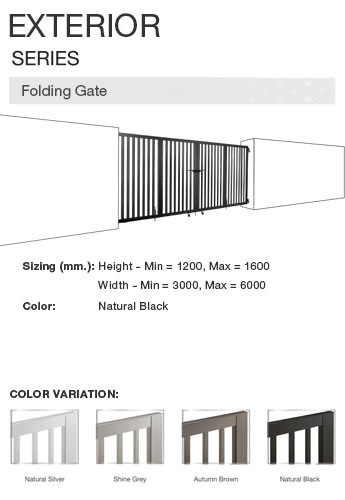 EXTERIOR
SERIES
Folding Gate
Sizing (mm.): Height - Min = 1200, Max = 1600
Width - Min = 3000, Max = 6000
Color: Natural Black
COLOR VARIATION:
Natural Silver Shine Grey Autumn Brown Natural Black